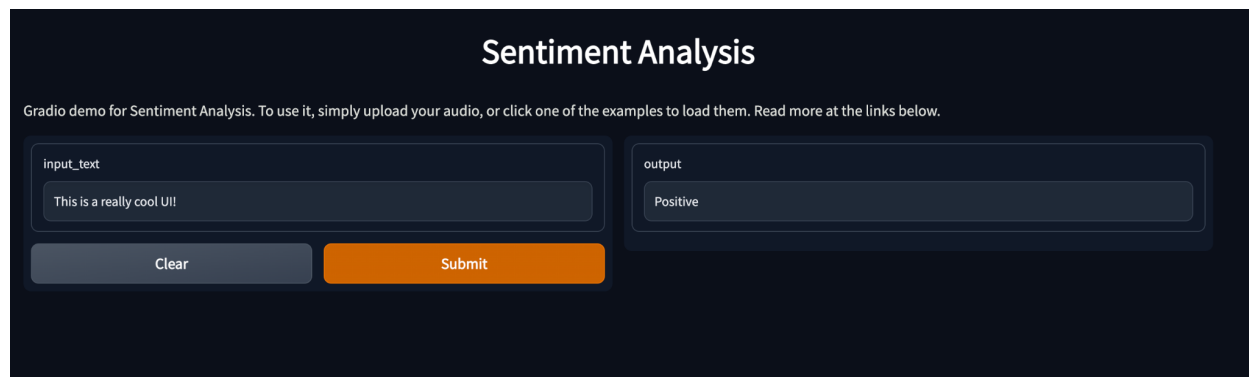 Sentiment Analysis
Gradio demo for Sentiment Analysis. To use it, simply upload your audio, or click one of the examples to load them. Read more at the links below.
input_text
This is a really cool UI!
Clear
Submit
output
Positive